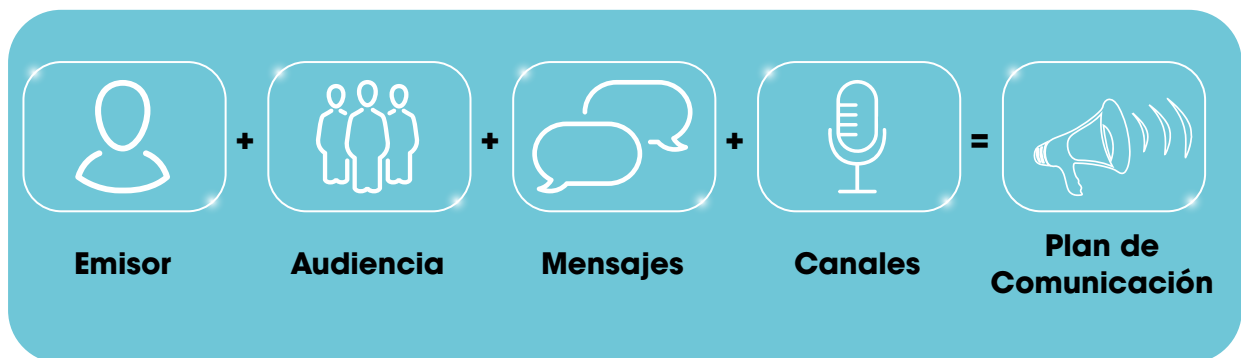 + + + =
Emisor
Audiencia
Mensajes
Canales
Plan de
Comunicación